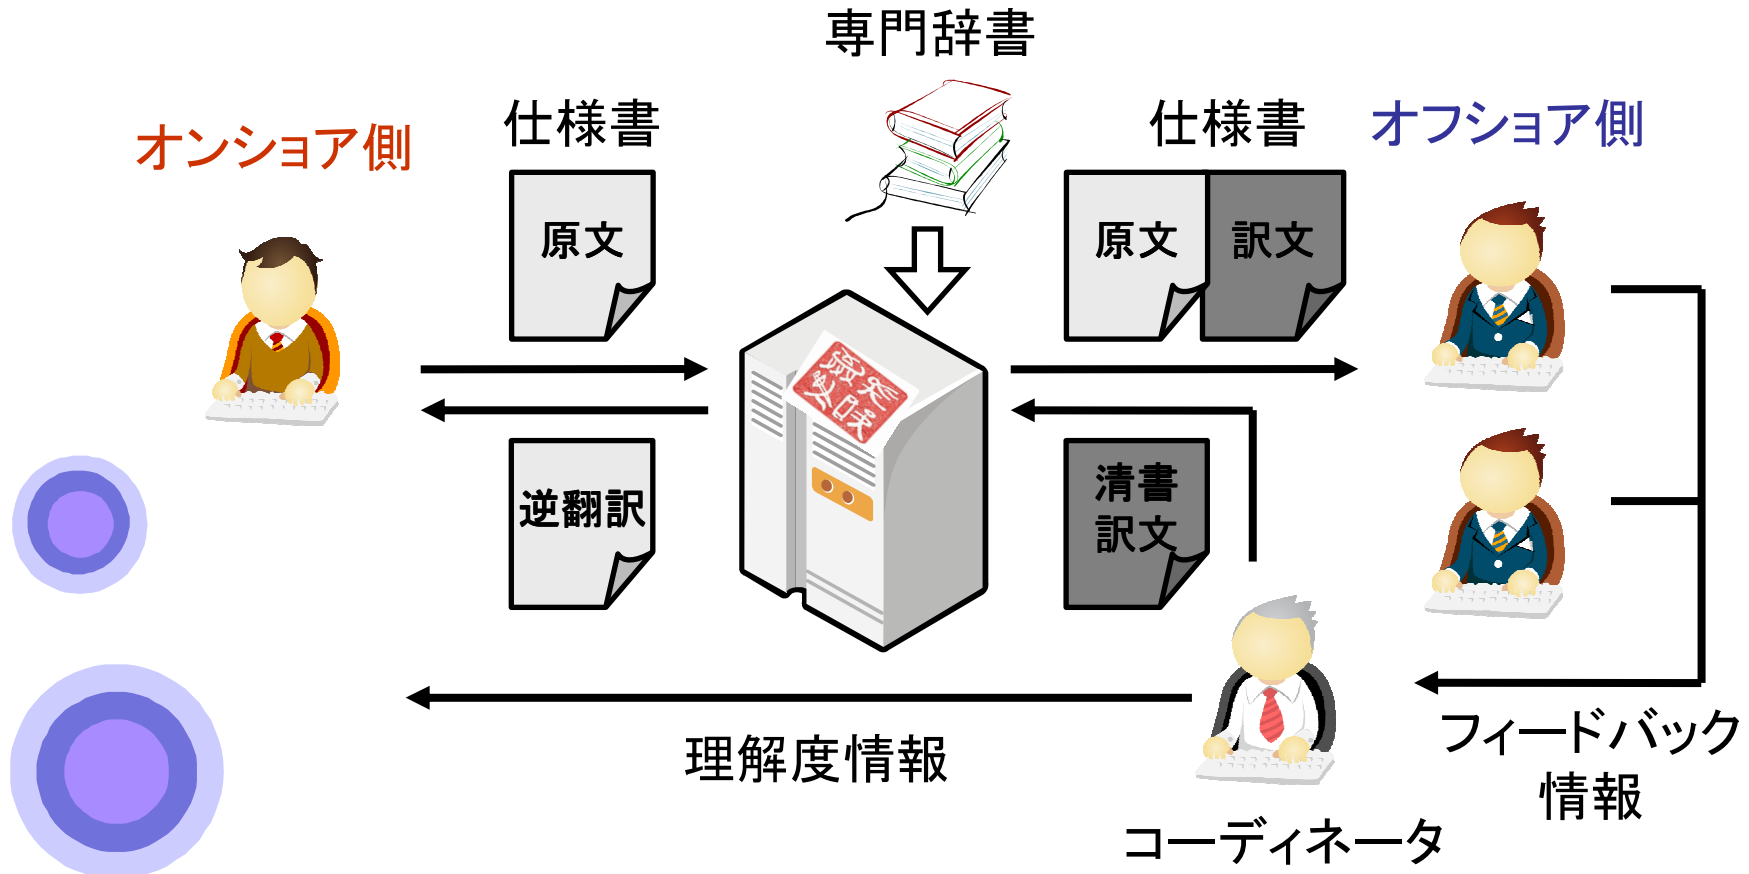 専門辞書
オンショア側
仕様書
仕様書
オフショア側
原文
原文
訳文
逆翻訳
清書
訳文
理解度情報
フィードバック
情報
コーディネータ